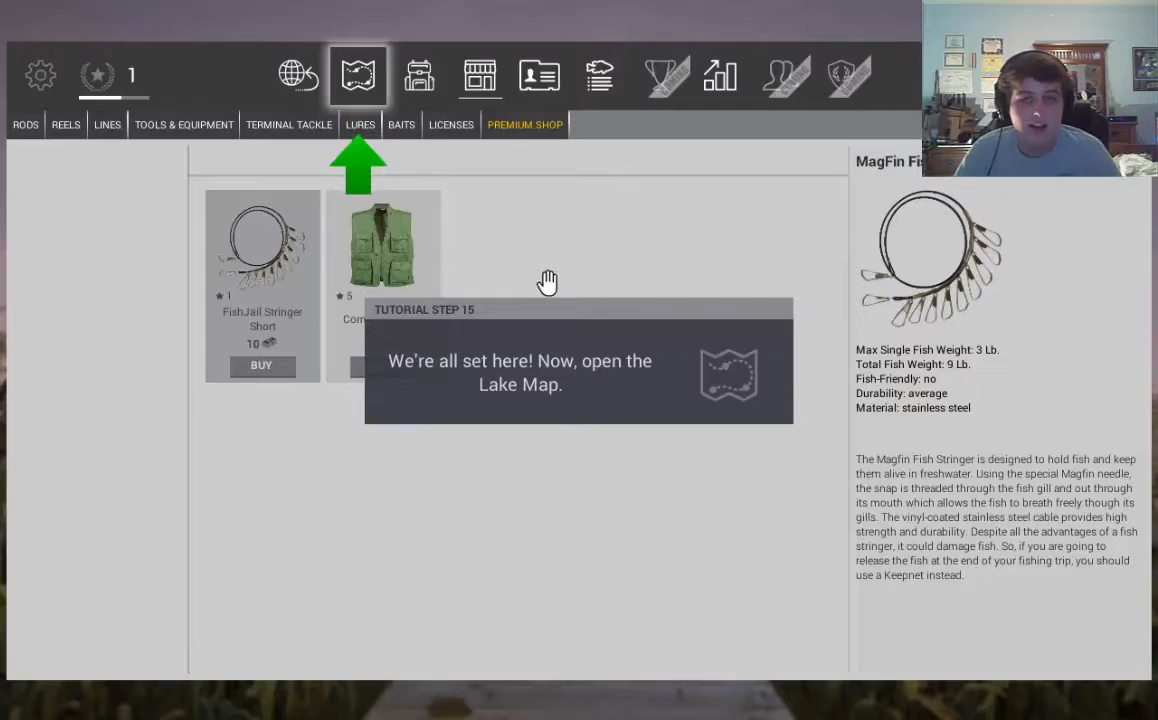 1
RODS REELS LINES TOOLS & EQUIPMENT TERMINAL TACKLE LURES BAITS LICENSES PREMIUM SHOP
MagFin
1
FishJail Stringer
Short
10
BUY
5
TUTORIAL STEP 15
We're all set here! Now, open the
Lake Map.
Max Single Fish Weight: 3 Lb.
Total Fish Weight: 9 Lb.
Fish-Friendly: no
Durability: average
Material: stainless steel
The Magfin Fish Stringer is designed to hold fish and keep
them alive in freshwater. Using the special Magfin needle,
the snap is threaded through the fish gill and out through
its mouth which allows the fish to breath freely though its
gills. The vinyl-coated stainless steel cable provides high
strength and durability. Despite all the advantages of a fish
stringer, it could damage fish. So, if you are going to
release the fish at the end of your fishing trip, you should
use a Keepnet instead.